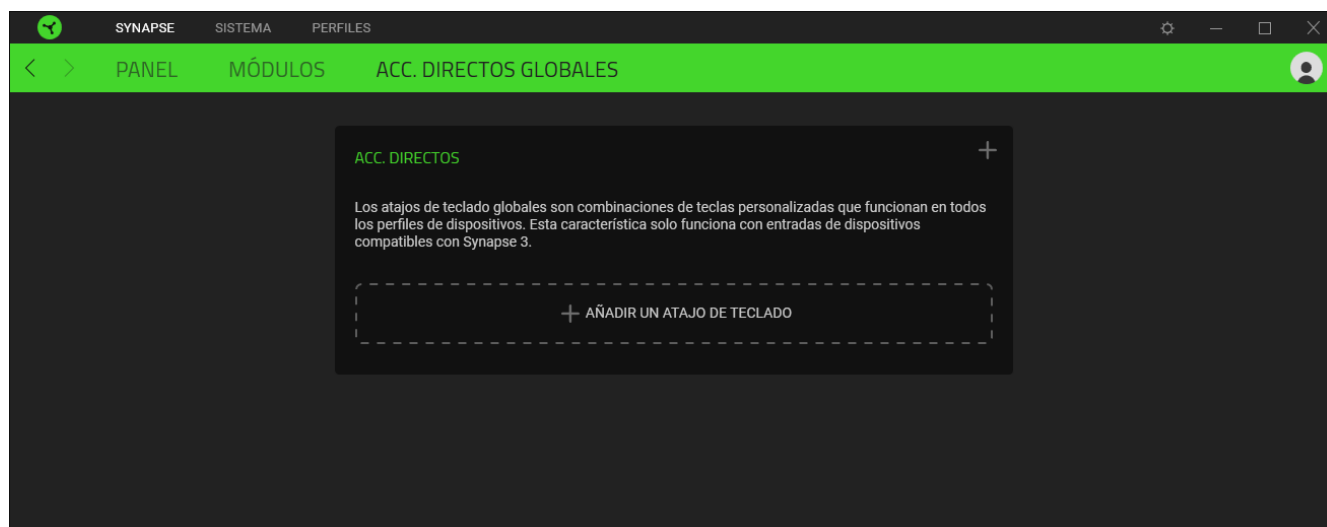 SYNAPSE SISTEMA PERFILES
PANEL MÓDULOS ACC. DIRECTOS GLOBALES
ACC. DIRECTOS
Los atajos de teclado globales son combinaciones de teclas personalizadas que funcionan en todos
los perfiles de dispositivos. Esta característica solo funciona con entradas de dispositivos
compatibles con Synapse 3.
AÑADIR UN ATAJO DE TECLADO